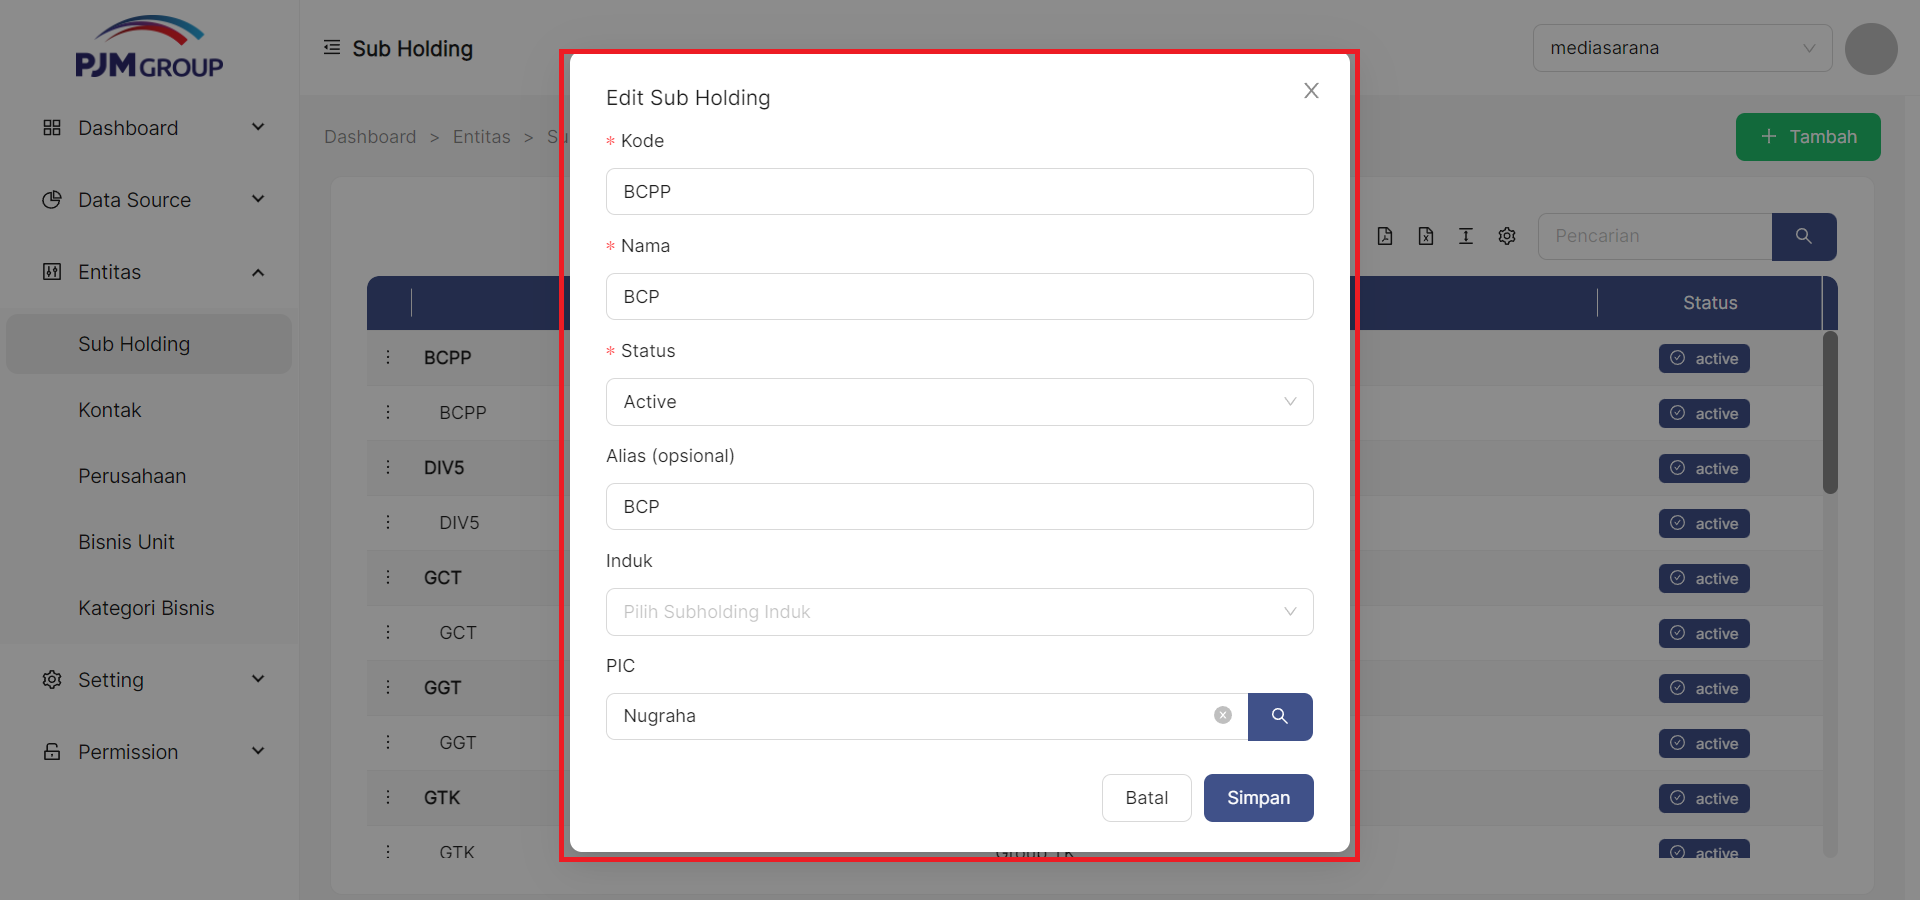 PJM GROUP
Sub Holding
mediasarana
Dashboard
Data Source
Entitas
Sub Holding
Kontak
Perusahaan
Bisnis Unit
Kategori Bisnis
Setting
Permission
Dashboard > Entitas > Su
+ Tambah
Pencarian
Status
BCPP active
BCPP active
DIV5 active
DIV5 active
GCT active
GCT active
GGT active
GGT active
GTK active
GTK Group TK active
Edit Sub Holding
* Kode
BCPP
* Nama
BCP
* Status
Active
Alias (opsional)
BCP
Induk
Pilih Subholding Induk
PIC
Nugraha
Batal Simpan